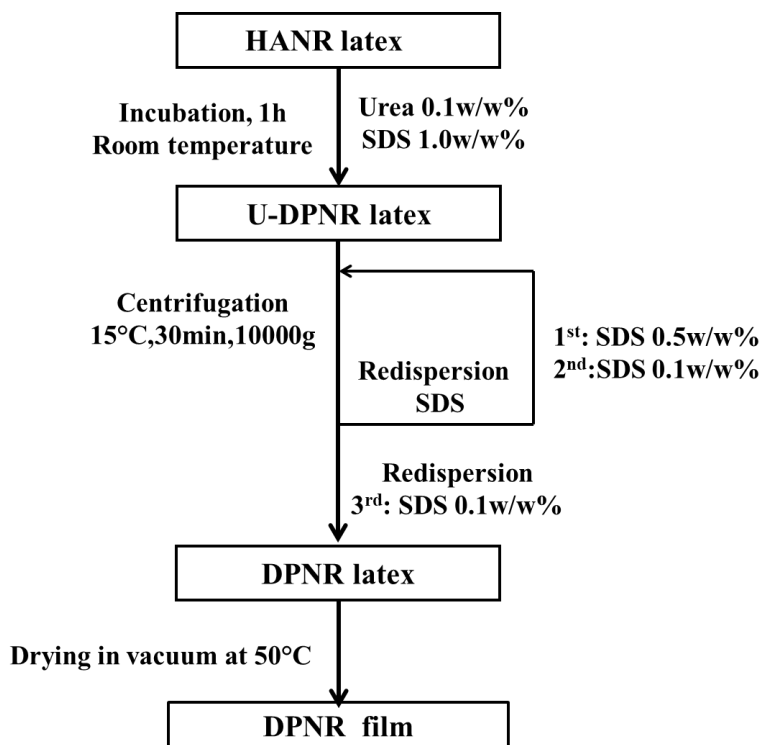 HANR latex
Incubation, 1h
Room temperature
Urea 0.1w/w%
SDS 1.0w/w%
U-DPNR latex
Centrifugation
15°C,30min,10000g
1st: SDS 0.5w/w%
2nd:SDS 0.1w/w%
Redispersion
SDS
Redispersion
3rd: SDS 0.1w/w%
DPNR latex
Drying in vacuum at 50°C
DPNR film